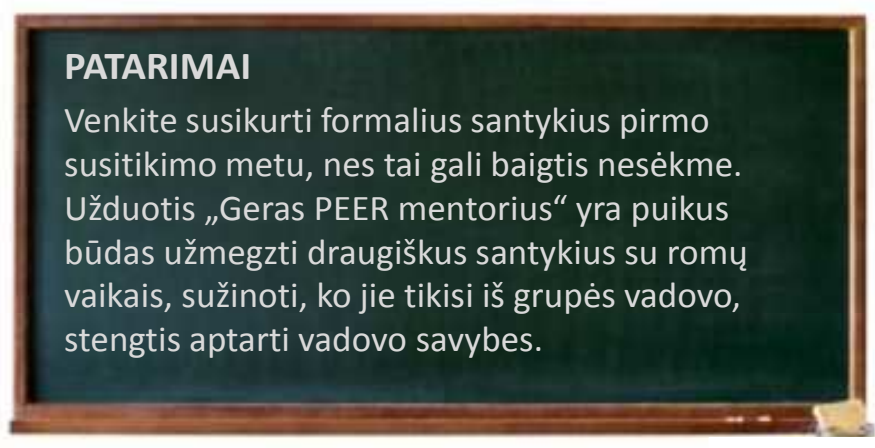 PATARIMAI
Venkite susikurti formalius santykius pirmo
susitikimo metu, nes tai gali baigtis nesėkme.
Užduotis „Geras PEER mentorius“ yra puikus
būdas užmegzti draugiškus santykius su romų
vaikais, sužinoti, ko jie tikisi iš grupės vadovo,
stengtis aptarti vadovo savybes.